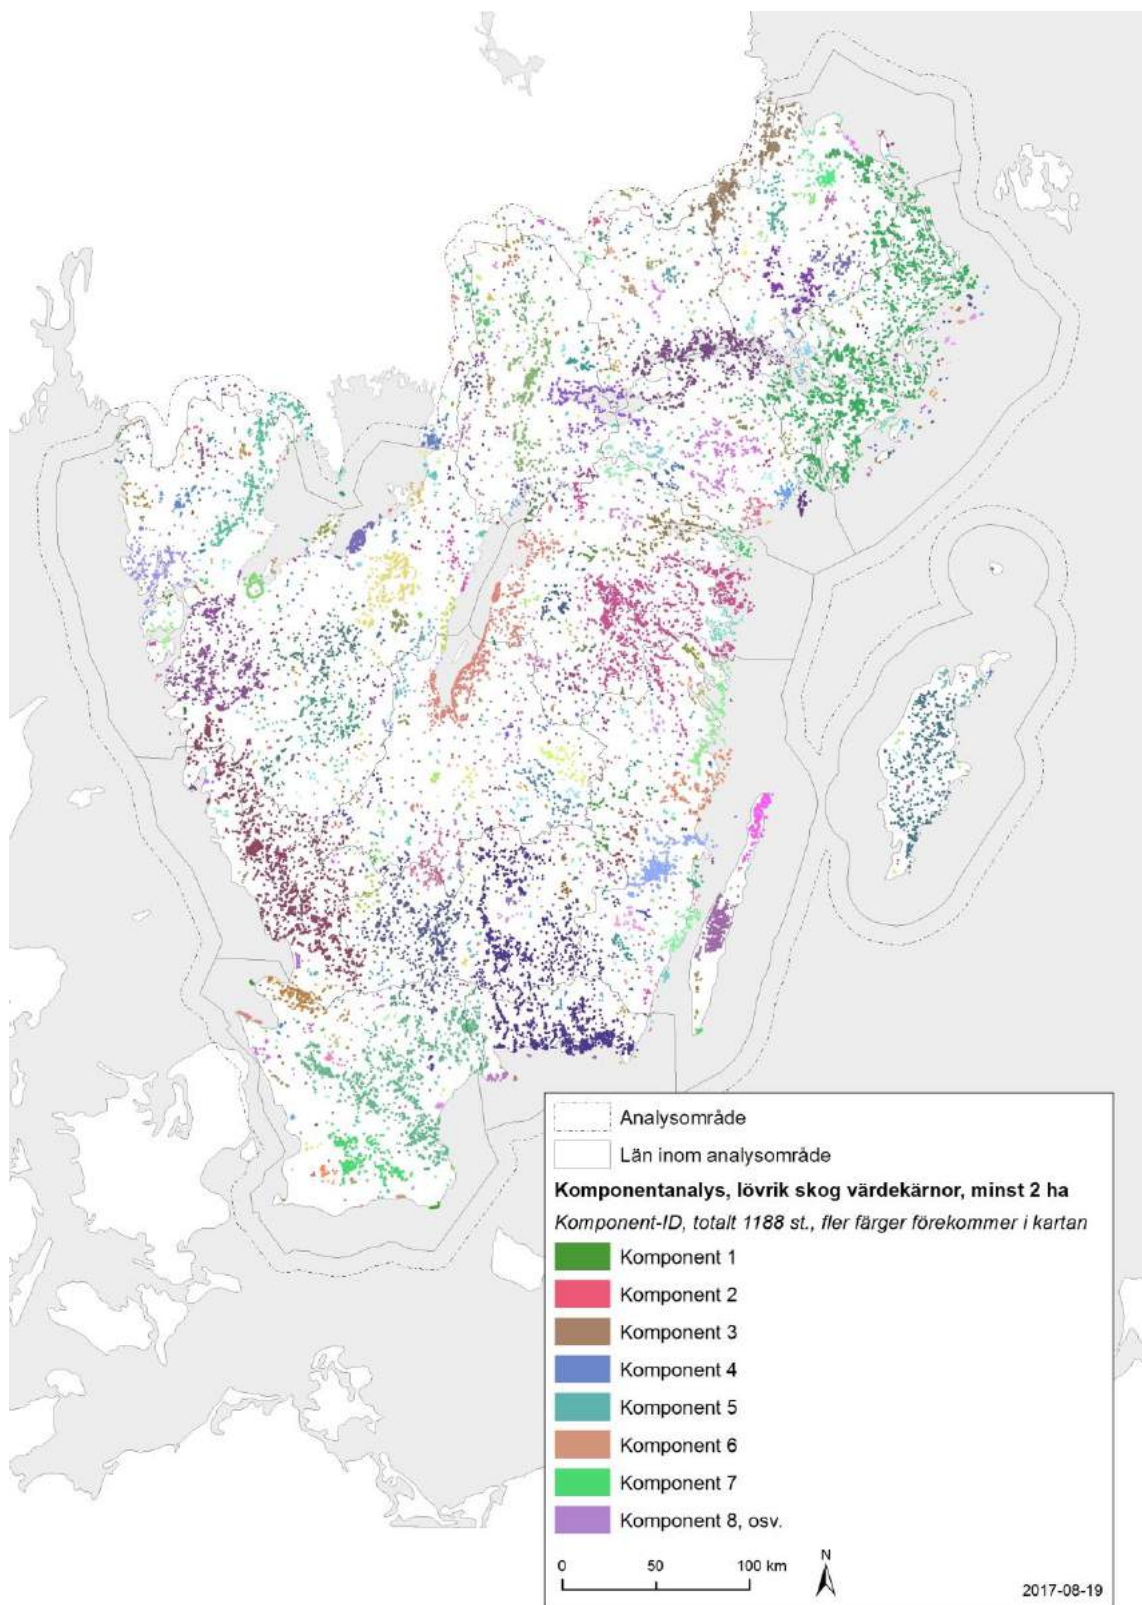 Analysområde
Län inom analysområde
Komponentanalys, lövrik skog värdekärnor, minst 2 ha
Komponent-ID, totalt 1188 st., fler färger förekommer i kartan
Komponent 1
Komponent 2
Komponent 3
Komponent 4
Komponent 5
Komponent 6
Komponent 7
Komponent 8, osv.
0 50 100 km
N
2017-08-19